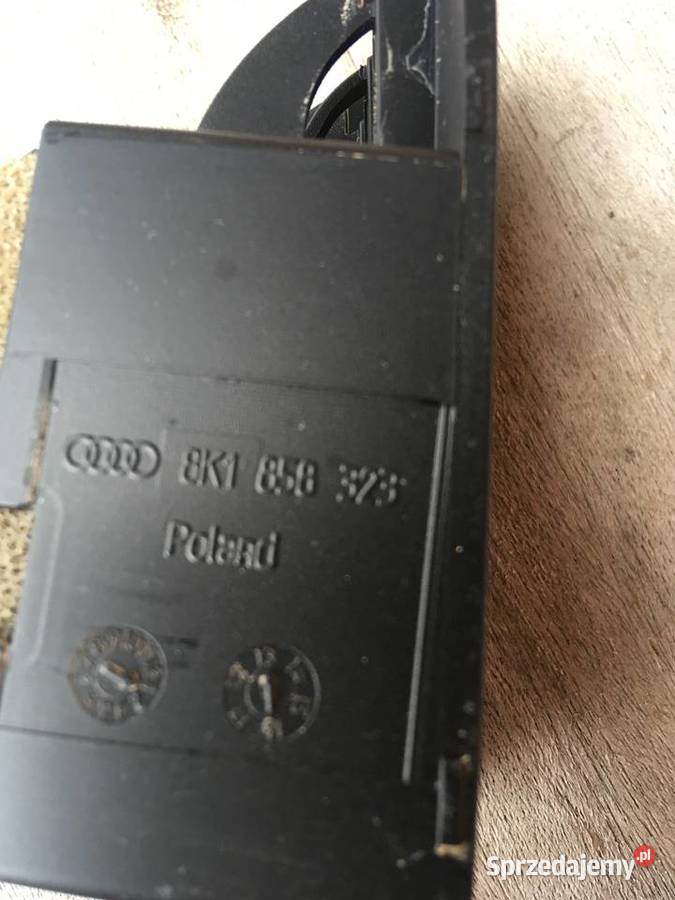 8K1 858 323
Poland
Sprzedajemy.pl